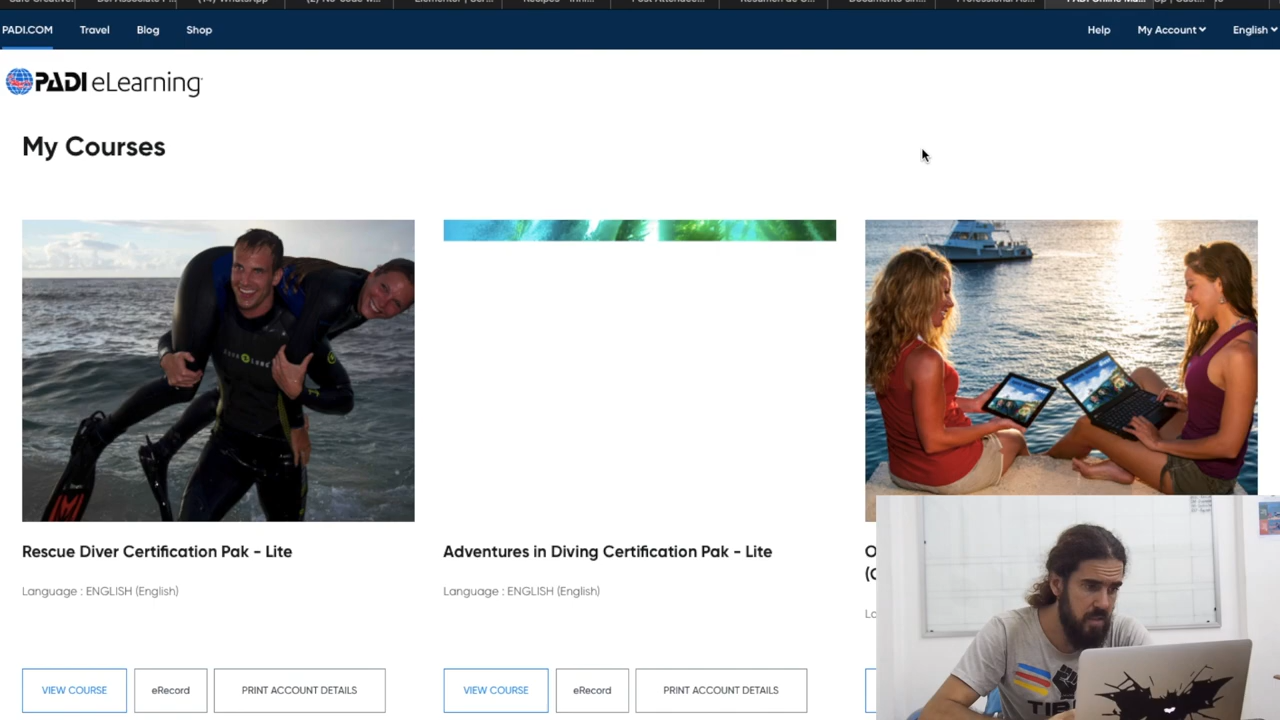 PADI.COM Travel Blog Shop Help My Account English
PADI eLearning
My Courses
AQUA LUNG
Rescue Diver Certification Pak - Lite
Adventures in Diving Certification Pak - Lite
Language : ENGLISH (English)
Language : ENGLISH (English)
VIEW COURSE eRecord PRINT ACCOUNT DETAILS
VIEW COURSE eRecord PRINT ACCOUNT DETAILS